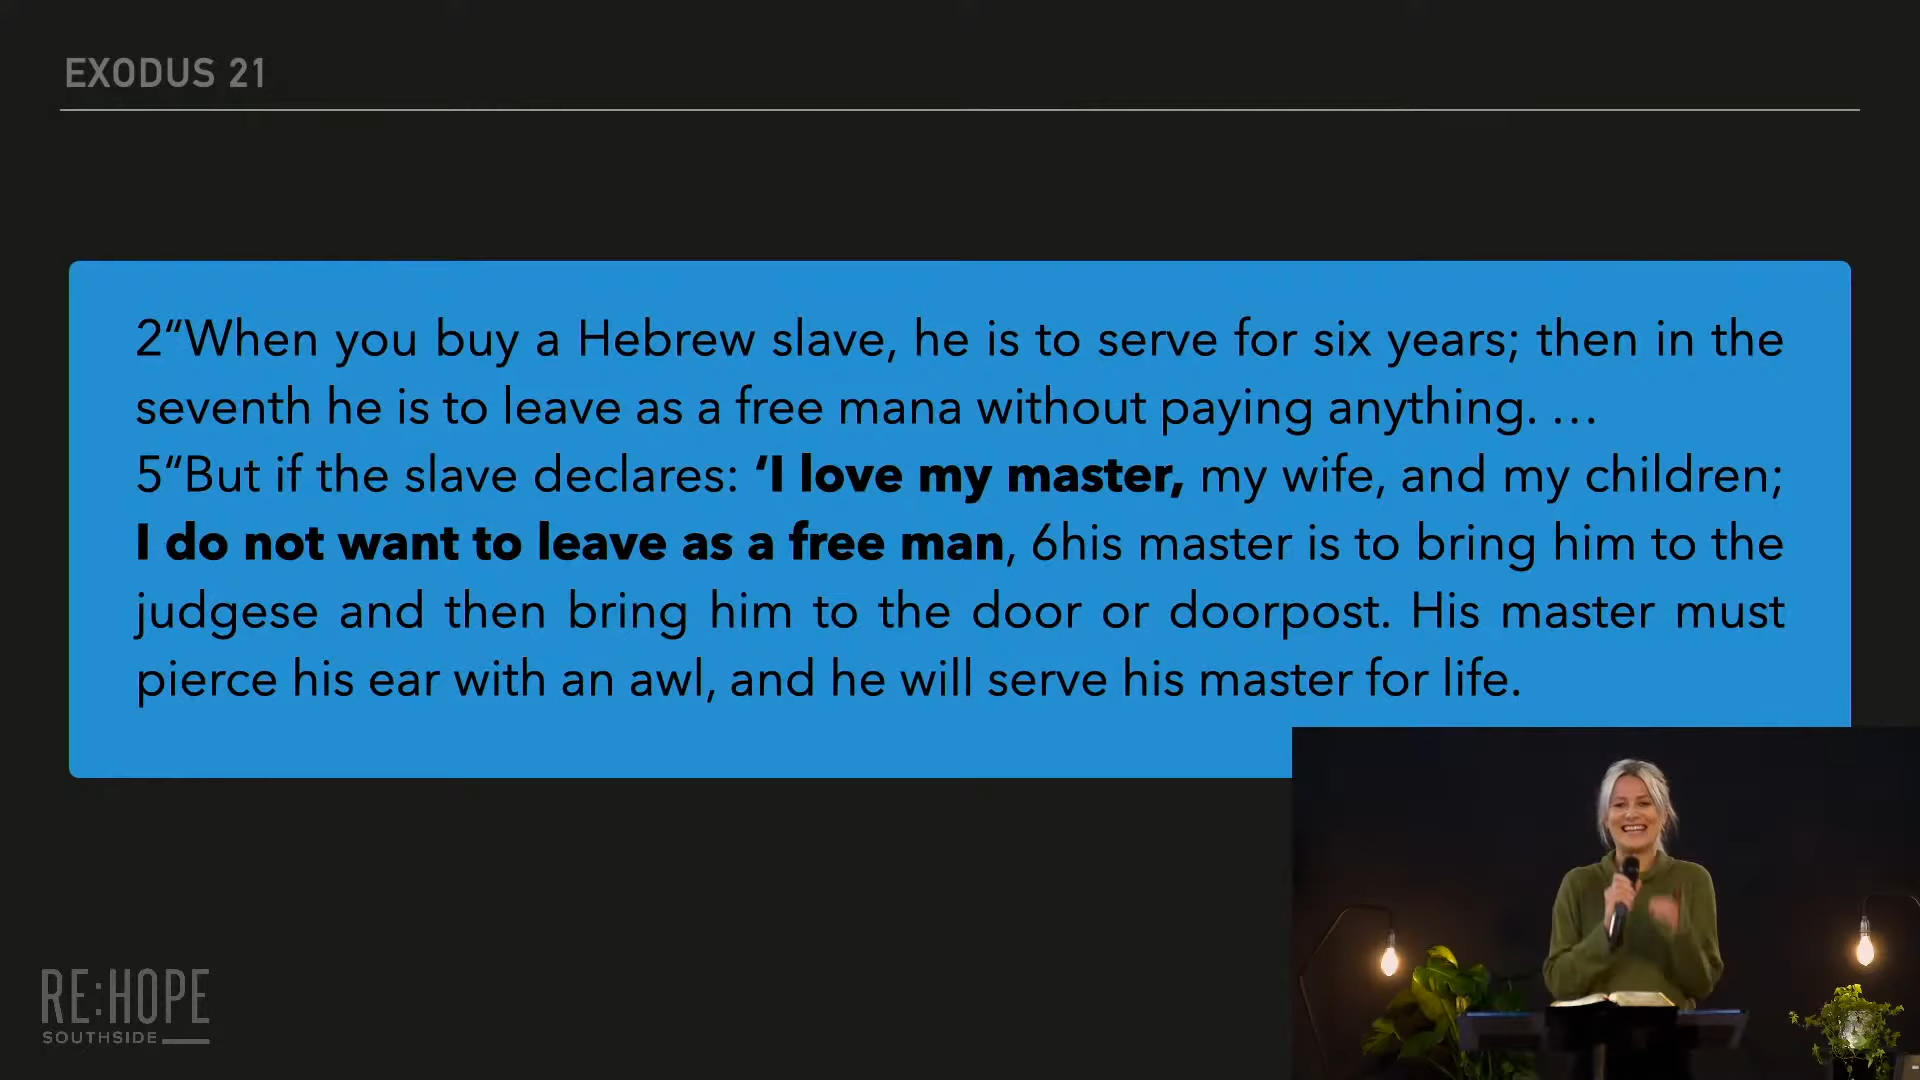 EXODUS 21
2“When you buy a Hebrew slave, he is to serve for six years; then in the
seventh he is to leave as a free mana without paying anything. …
5“But if the slave declares: ‘I love my master, my wife, and my children;
I do not want to leave as a free man, 6his master is to bring him to the
judgese and then bring him to the door or doorpost. His master must
pierce his ear with an awl, and he will serve his master for life.
RE:HOPE
SOUTHSIDE